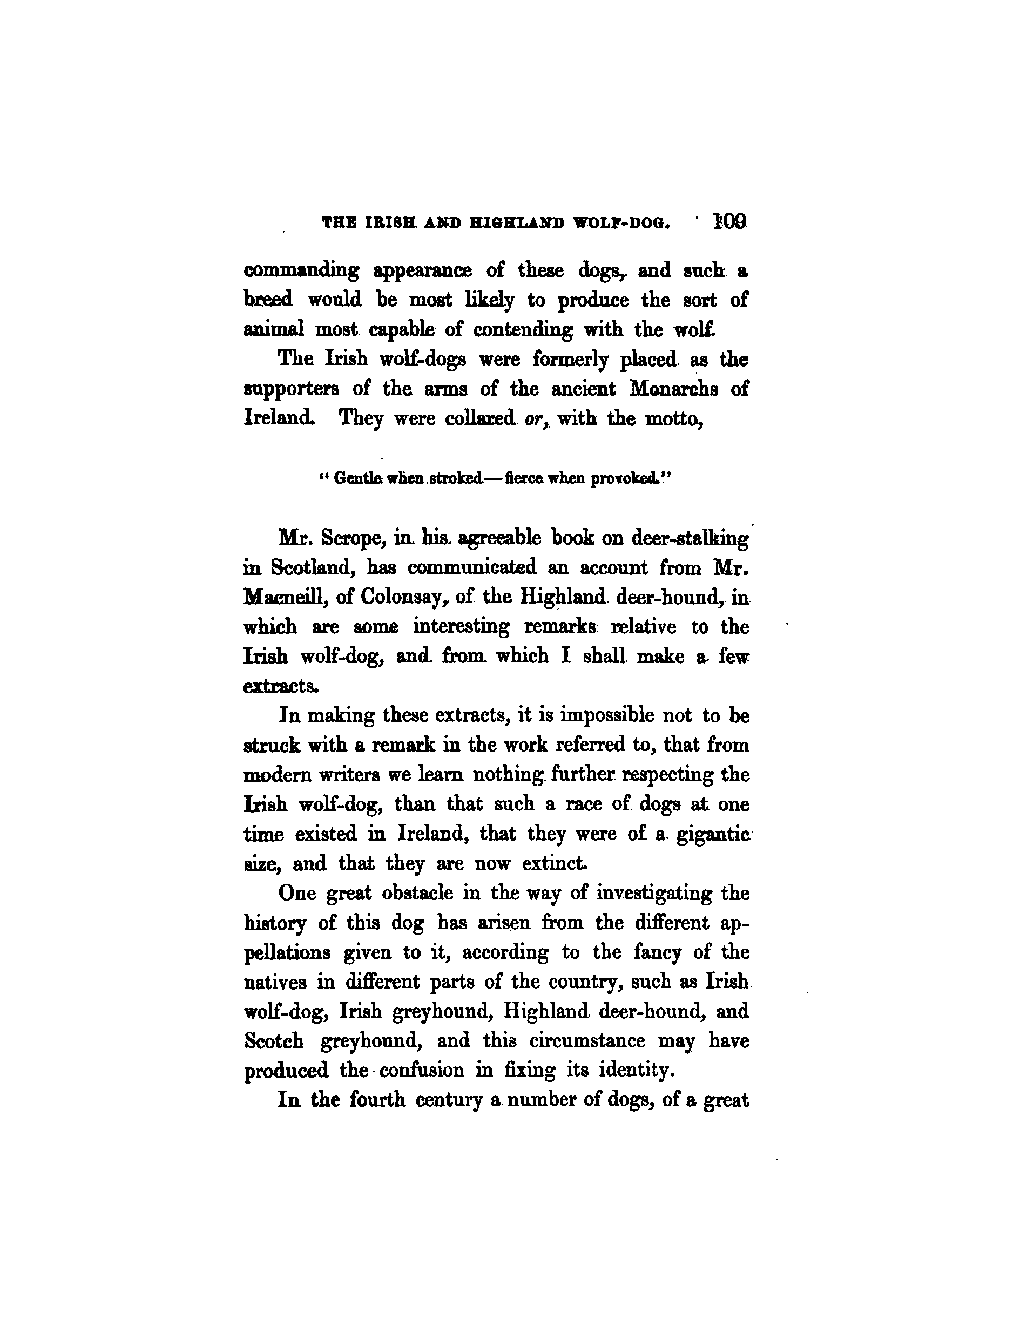 THE IRISH AND HIGHLAND WOLF-DOG. 109
commanding appearance of these dogs, and such a
breed would be most likely to produce the sort of
animal most capable of contending with the wolf.
The Irish wolf-dogs were formerly placed as the
supporters of the arms of the ancient Monarchs of
Ireland. They were collared or, with the motto,
"Gentle when stroked—fierce when provoked."
Mr. Scrope, in his agreeable book on deer-stalking
in Scotland, has communicated an account from Mr.
Macneill, of Colonsay, of the Highland deer-hound, in
which are some interesting remarks relative to the
Irish wolf-dog, and from which I shall make a few
extracts.
In making these extracts, it is impossible not to be
struck with a remark in the work referred to, that from
modern writers we learn nothing further respecting the
Irish wolf-dog, than that such a race of dogs at one
time existed in Ireland, that they were of a gigantic
size, and that they are now extinct.
One great obstacle in the way of investigating the
history of this dog has arisen from the different ap-
pellations given to it, according to the fancy of the
natives in different parts of the country, such as Irish
wolf-dog, Irish greyhound, Highland deer-hound, and
Scotch greyhound, and this circumstance may have
produced the confusion in fixing its identity.
In the fourth century a number of dogs, of a great